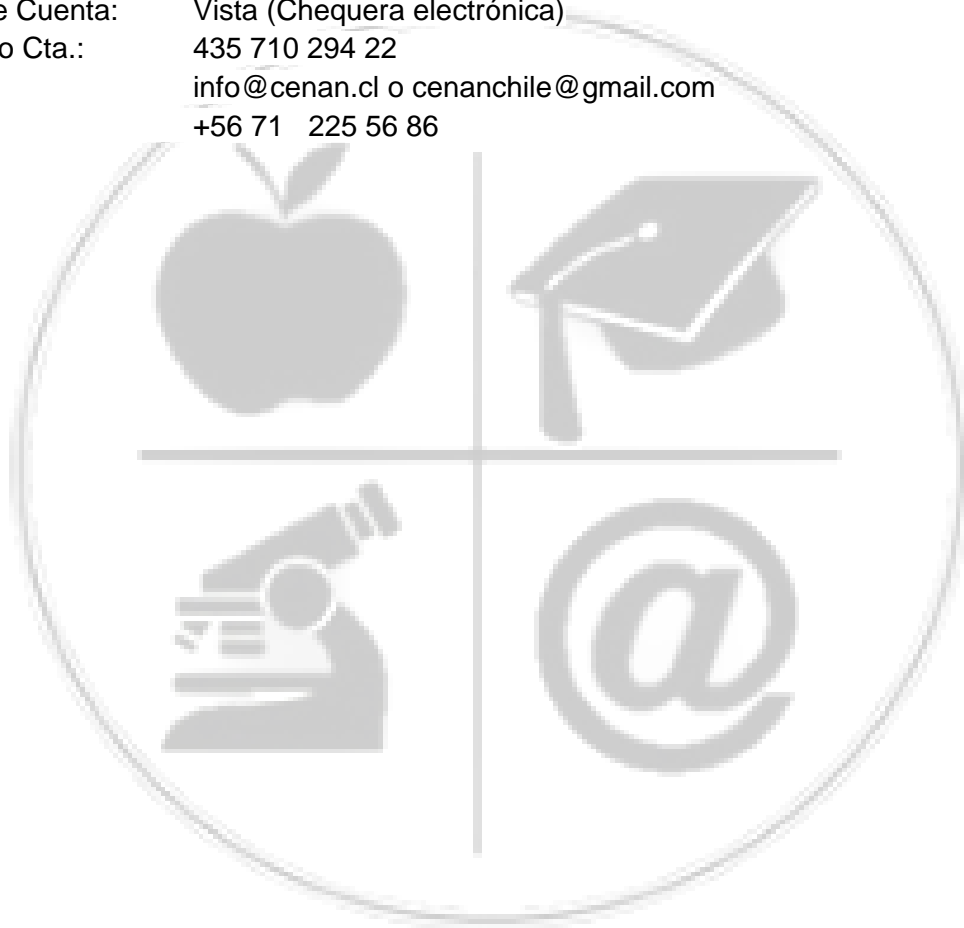 e Cuenta: Vista (Chequera electrónica)
o Cta.: 435 710 294 22
info@cenan.cl o cenanchile@gmail.com
+56 71 225 56 86
@